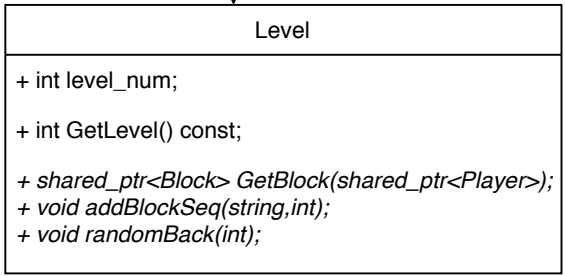 Level
+ int level_num;
+ int GetLevel() const;
+ shared_ptr<Block> GetBlock(shared_ptr<Player>);
+ void addBlockSeq(string,int);
+ void randomBack(int);